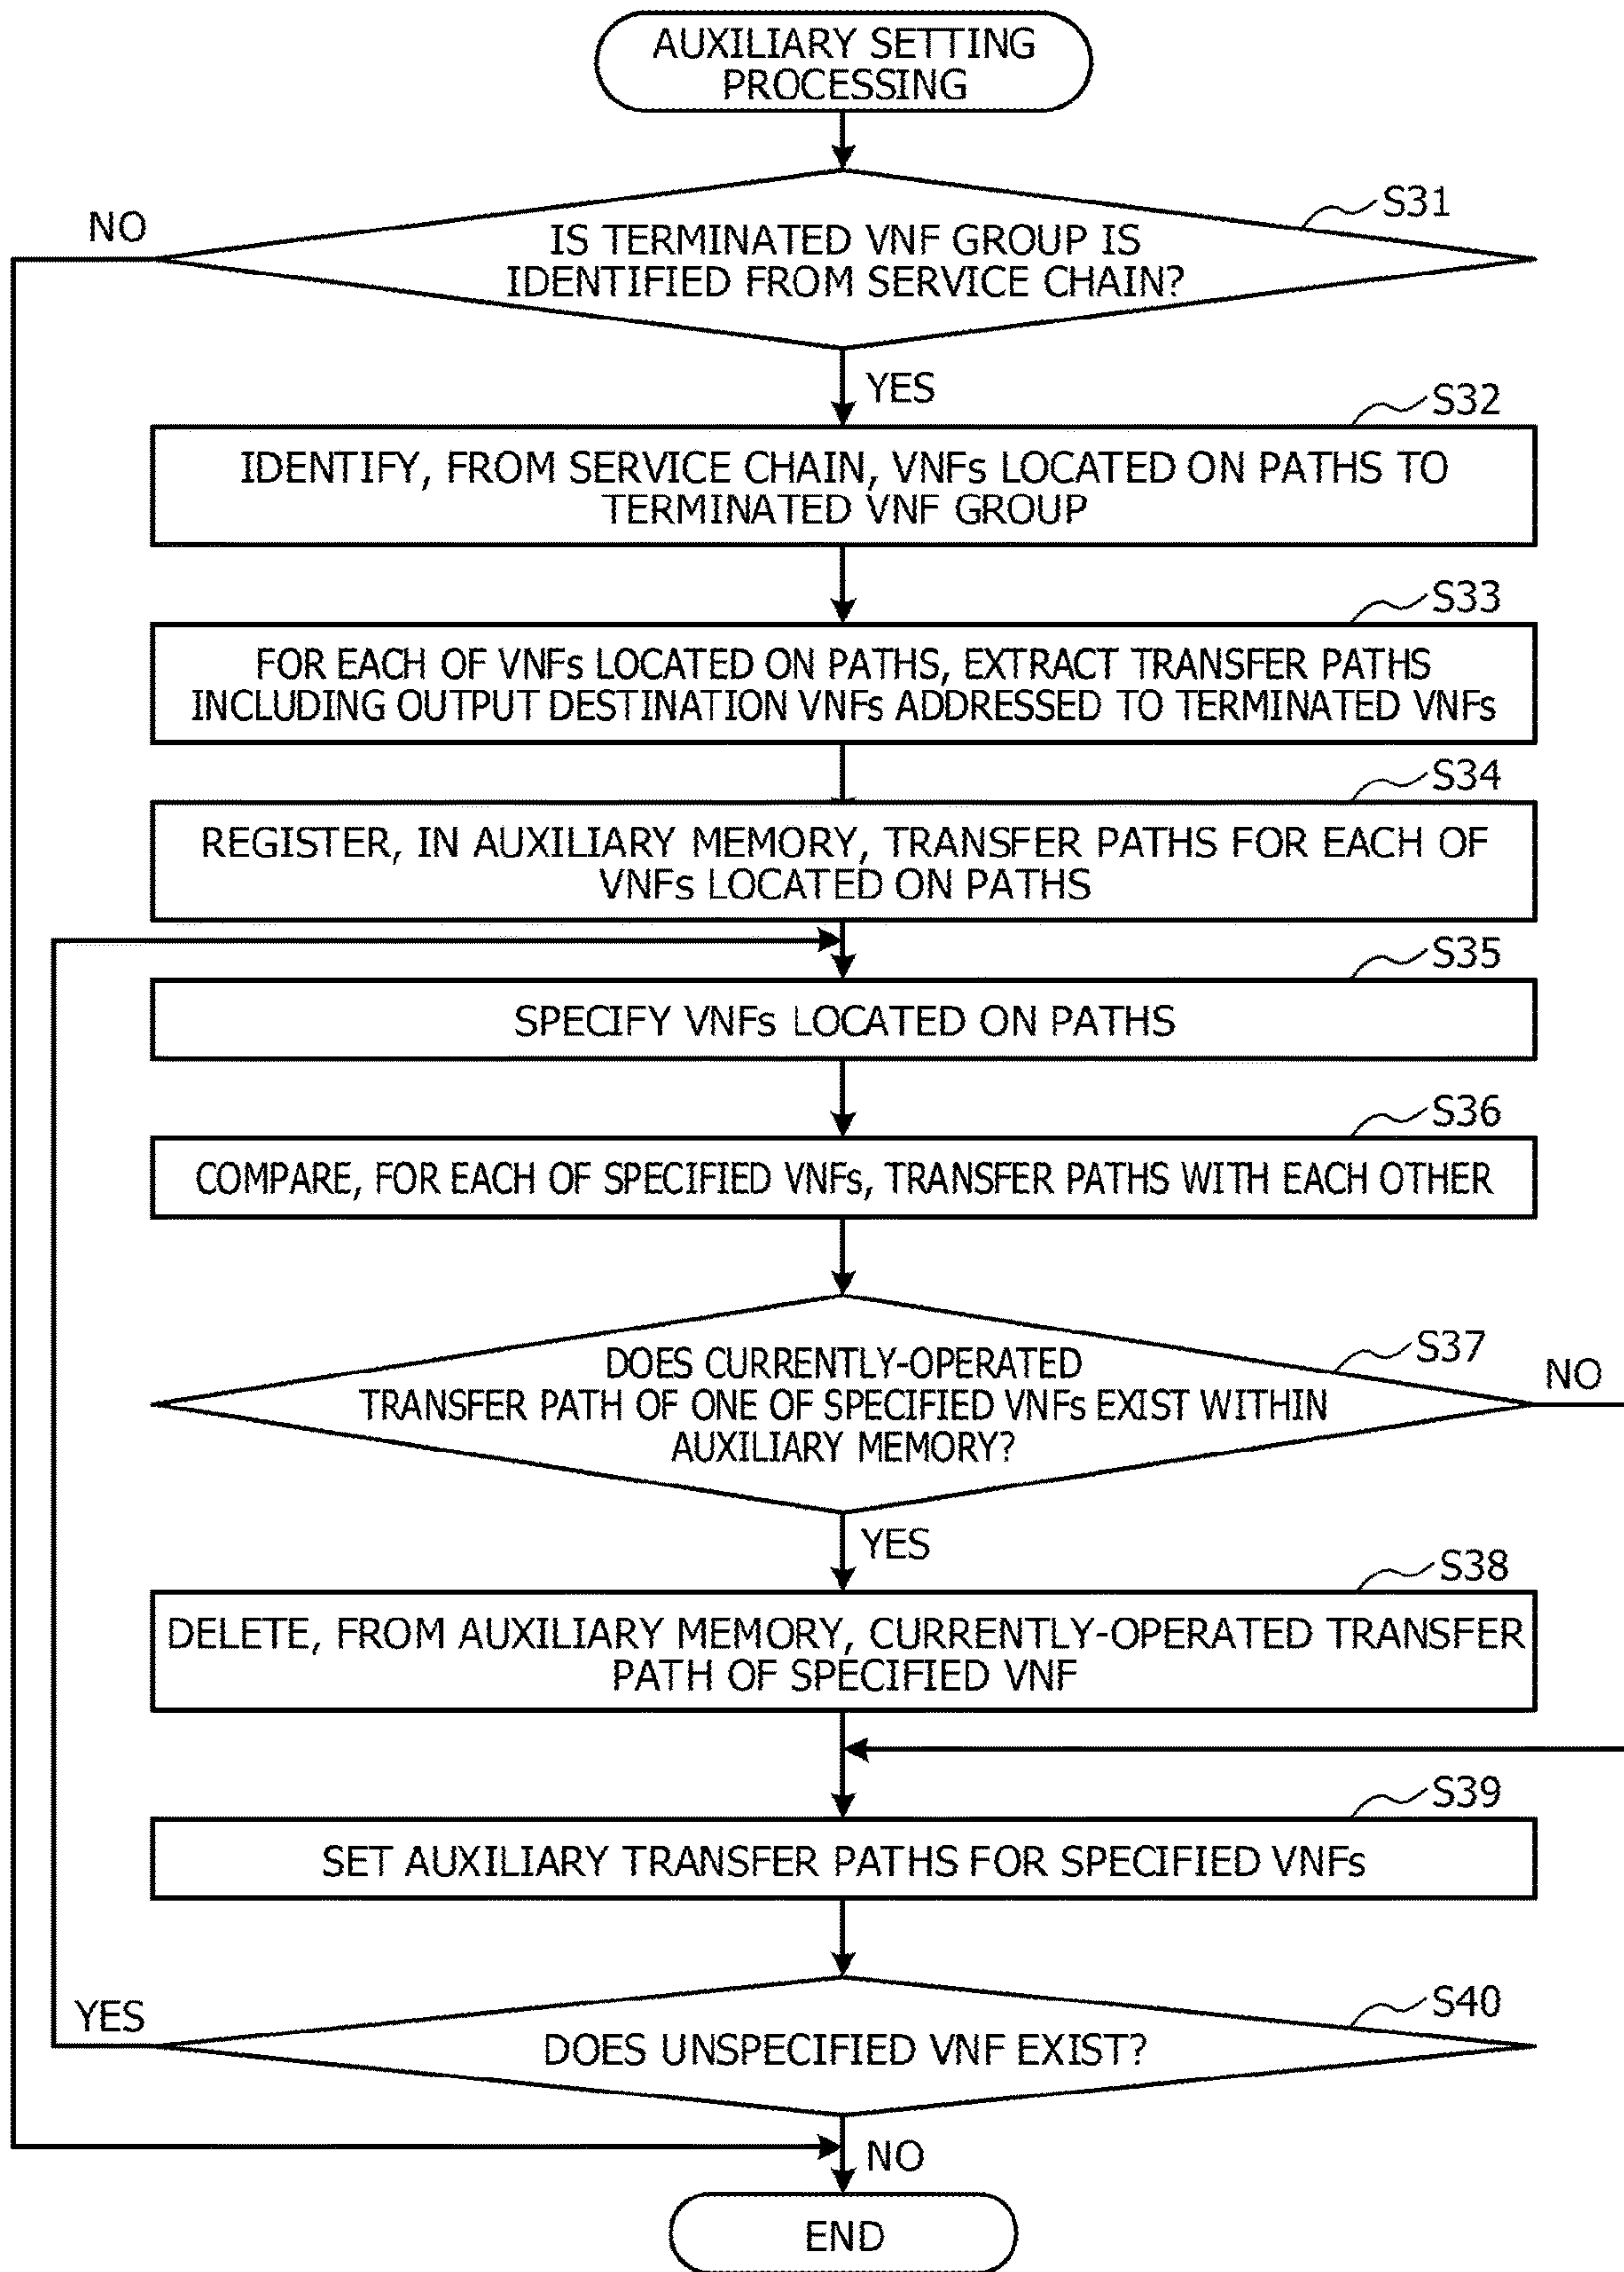 AUXILIARY SETTING
PROCESSING
S31
NO
IS TERMINATED VNF GROUP IS
IDENTIFIED FROM SERVICE CHAIN?
YES
S32
IDENTIFY, FROM SERVICE CHAIN, VNFs LOCATED ON PATHS TO
TERMINATED VNF GROUP
S33
FOR EACH OF VNFs LOCATED ON PATHS, EXTRACT TRANSFER PATHS
INCLUDING OUTPUT DESTINATION VNFs ADDRESSED TO TERMINATED VNFs
S34
REGISTER, IN AUXILIARY MEMORY, TRANSFER PATHS FOR EACH OF
VNFs LOCATED ON PATHS
S35
SPECIFY VNFs LOCATED ON PATHS
S36
COMPARE, FOR EACH OF SPECIFIED VNFs, TRANSFER PATHS WITH EACH OTHER
S37
NO
DOES CURRENTLY-OPERATED
TRANSFER PATH OF ONE OF SPECIFIED VNFs EXIST WITHIN
AUXILIARY MEMORY?
YES
S38
DELETE, FROM AUXILIARY MEMORY, CURRENTLY-OPERATED TRANSFER
PATH OF SPECIFIED VNF
S39
SET AUXILIARY TRANSFER PATHS FOR SPECIFIED VNFs
S40
YES
DOES UNSPECIFIED VNF EXIST?
NO
END